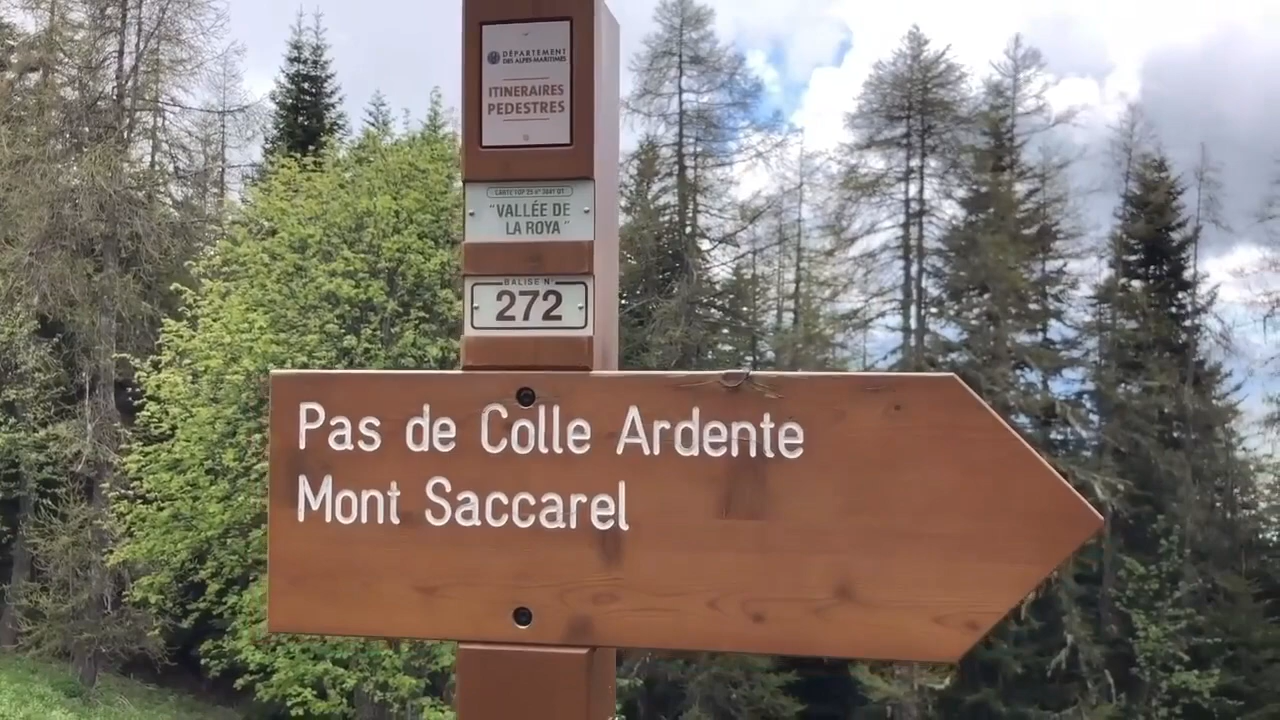 DÉPARTEMENT
DES ALPES-MARITIMES
ITINERAIRES
PEDESTRES
CARTE TOP 25 N° 3841 OT
"VALLÉE DE
LA ROYA"
BALISE N°
272
Pas de Colle Ardente
Mont Saccarel